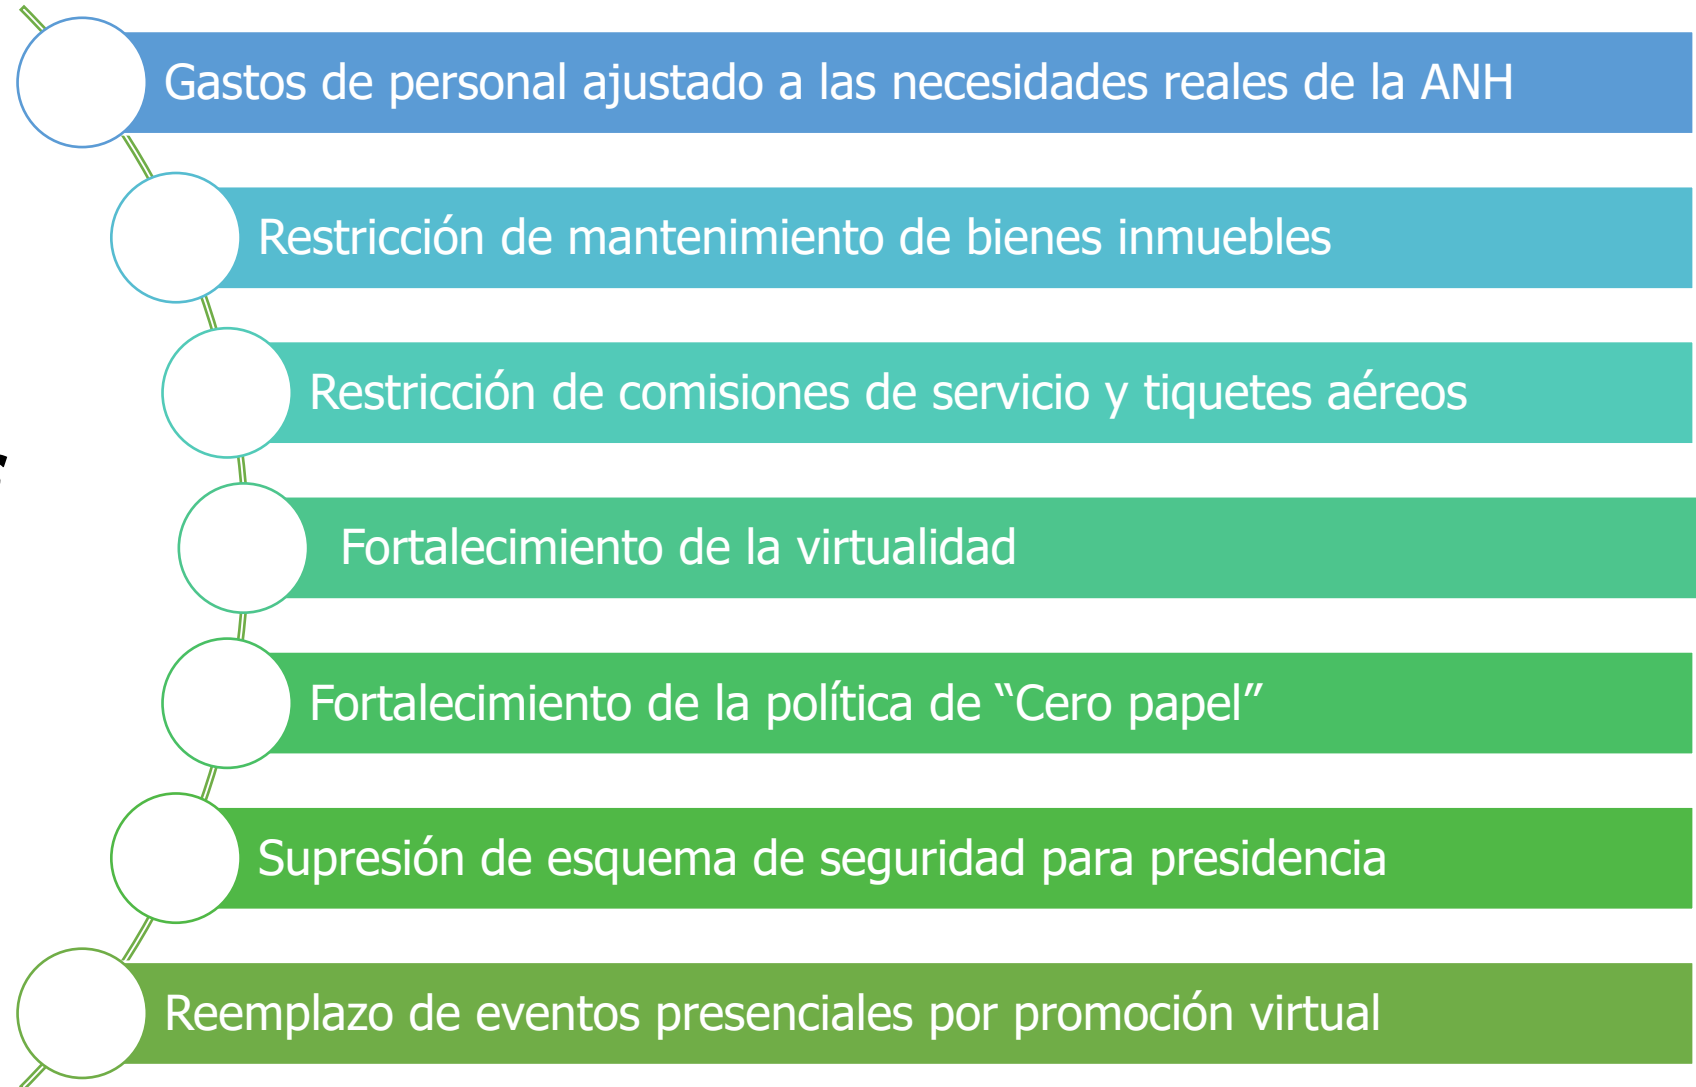 Gastos de personal ajustado a las necesidades reales de la ANH
Restricción de mantenimiento de bienes inmuebles
Restricción de comisiones de servicio y tiquetes aéreos
Fortalecimiento de la virtualidad
Fortalecimiento de la política de “Cero papel”
Supresión de esquema de seguridad para presidencia
Reemplazo de eventos presenciales por promoción virtual